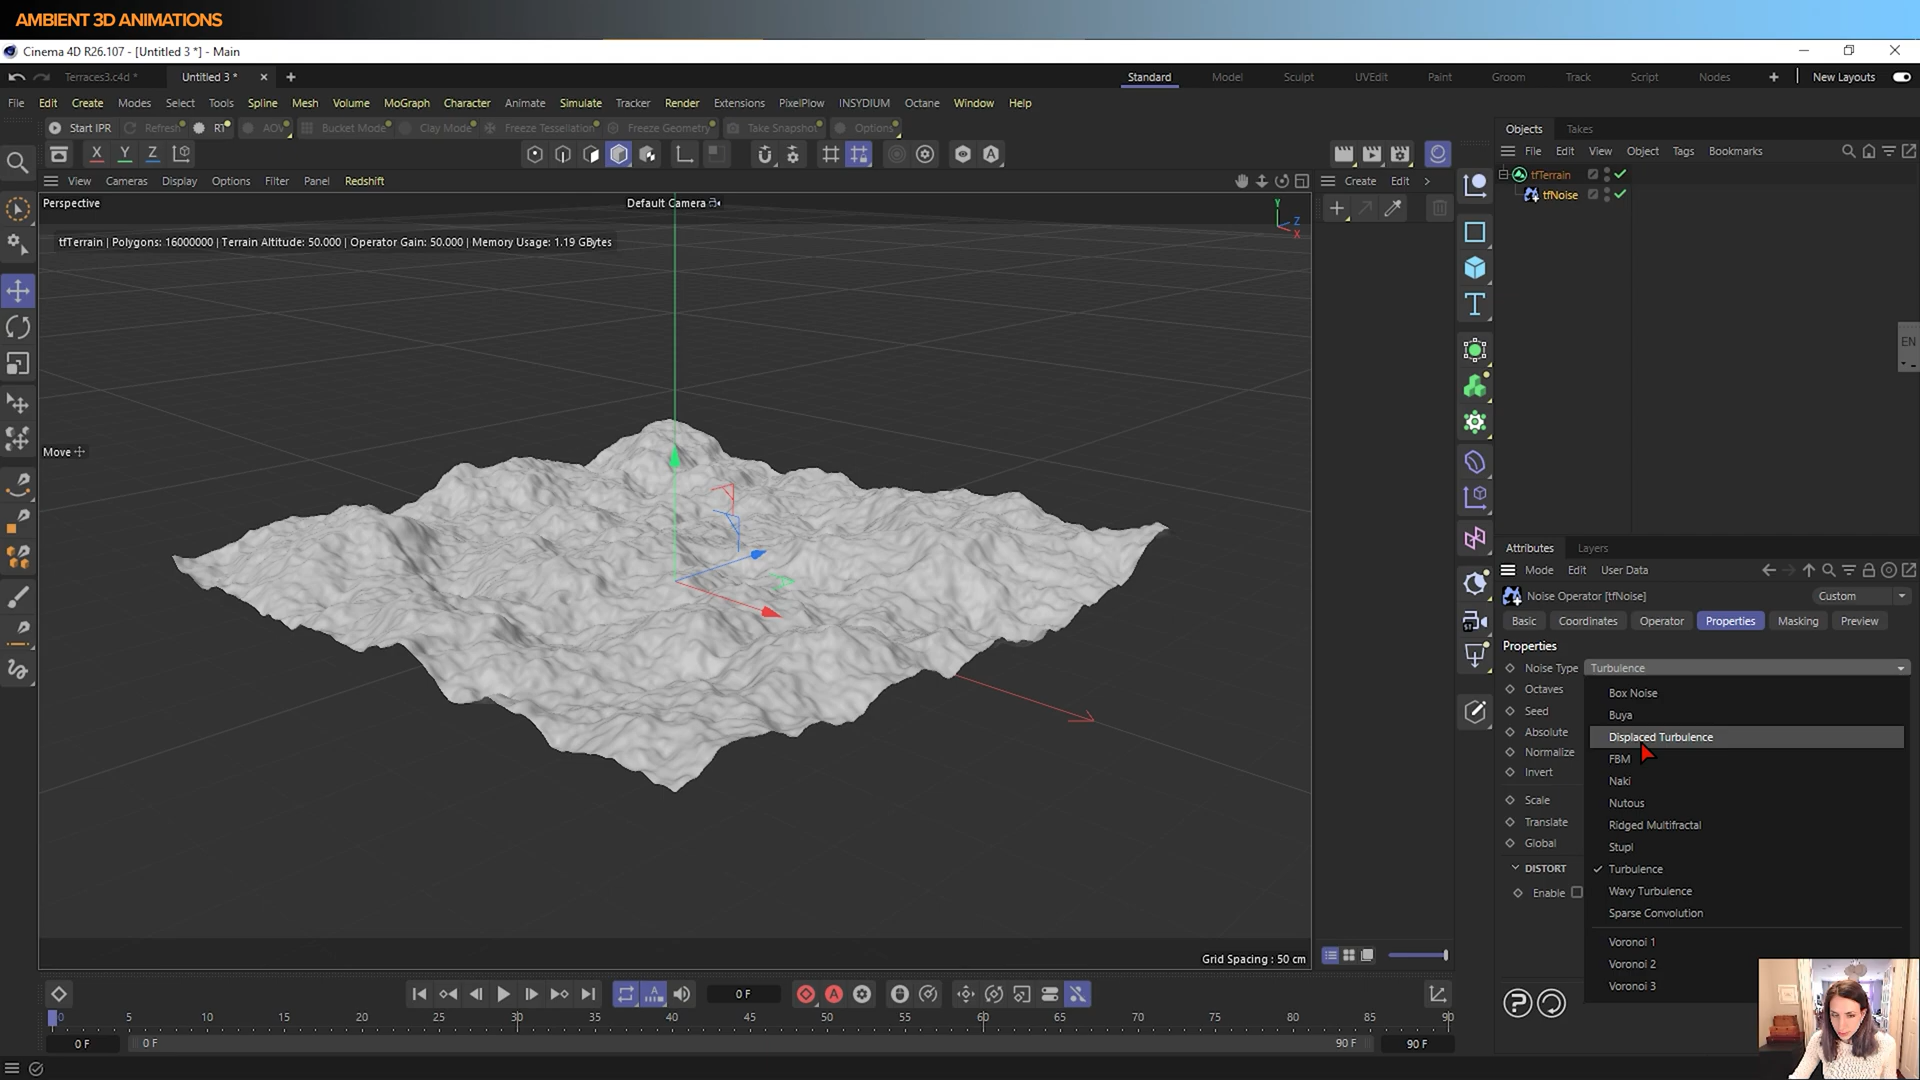 AMBIENT 3D ANIMATIONS
Cinema 4D R26.107 - [Untitled 3 *] - Main
Terraces3.c4d *
Untitled 3 *
Standard
Model
Sculpt
UVEdit
Paint
Groom
Track
Script
Nodes
New Layouts
File Edit Create Modes Select Tools Spline Mesh Volume MoGraph Character Animate Simulate Tracker Render Extensions PixelPlow INSYDIUM Octane Window Help
Start IPR Refresh RT AOV Bucket Mode Clay Mode Freeze Tessellation Freeze Geometry Take Snapshot Options
Objects Takes
X Y Z
File Edit View Object Tags Bookmarks
View Cameras Display Options Filter Panel Redshift
Create Edit
tfTerrain
tfNoise
Perspective
Default Camera
Y
Z
X
tfTerrain | Polygons: 16000000 | Terrain Altitude: 50.000 | Operator Gain: 50.000 | Memory Usage: 1.19 GBytes
EN
Move
Attributes Layers
Mode Edit User Data
Noise Operator [tfNoise]
Custom
Basic Coordinates Operator Properties Masking Preview
Properties
Noise Type Turbulence
Octaves
Seed
Absolute
Normalize
Invert
Scale
Translate
Global
DISTORT
Enable
Box Noise
Buya
Displaced Turbulence
FBM
Naki
Nutous
Ridged Multifractal
Stupl
Turbulence
Wavy Turbulence
Sparse Convolution
Voronoi 1
Voronoi 2
Voronoi 3
Grid Spacing : 50 cm
0 F
0 5 10 15 20 25 30 35 40 45 50 55 60 65 70 75 80 85 90
0 F
0 F
90 F
90 F